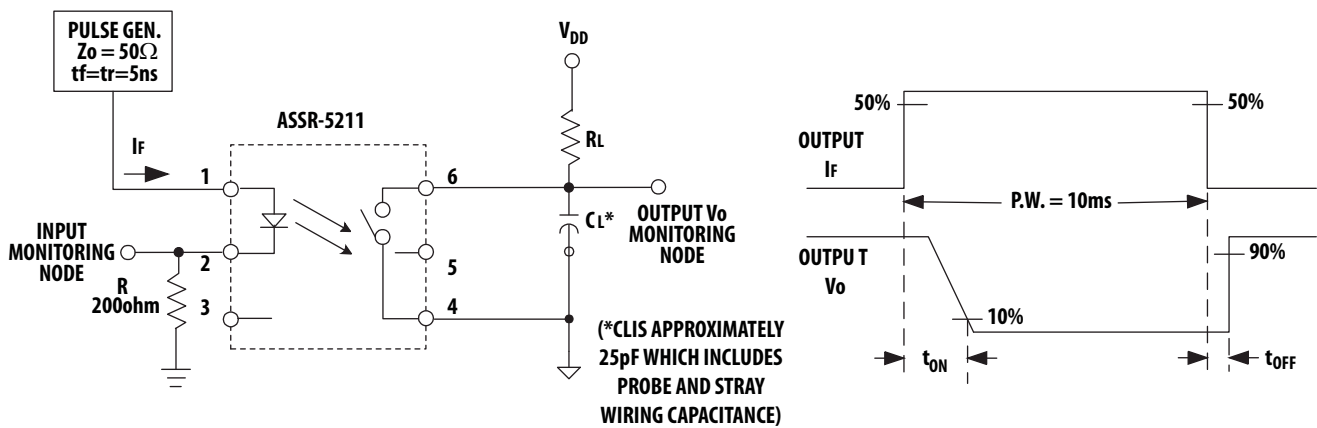 PULSE GEN.
Zo = 50Ω
tf=tr=5ns
VDD
ASSR-5211
RL
IF
1
6
INPUT
MONITORING
NODE
2
R
200ohm
3
5
4
CL*
OUTPUT Vo
MONITORING
NODE
(*CLIS APPROXIMATELY
25pF WHICH INCLUDES
PROBE AND STRAY
WIRING CAPACITANCE)
50%
50%
OUTPUT
IF
P.W. = 10ms
OUTPU T
Vo
90%
10%
tON
tOFF